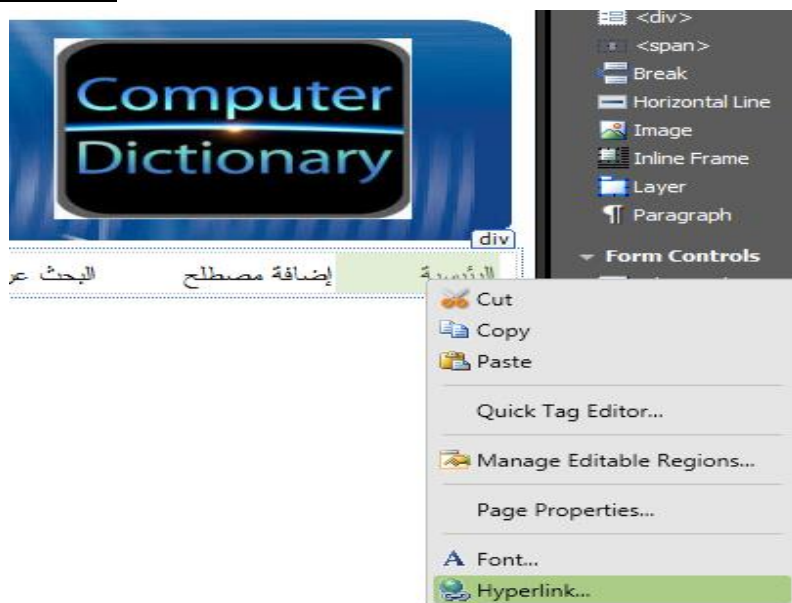 Computer
Dictionary
<div>
<span>
Break
Horizontal Line
Image
Inline Frame
Layer
Paragraph
Form Controls
div
الرئيسية
إضافة مصطلح
البحث
Cut
Copy
Paste
Quick Tag Editor...
Manage Editable Regions...
Page Properties...
Font...
Hyperlink...